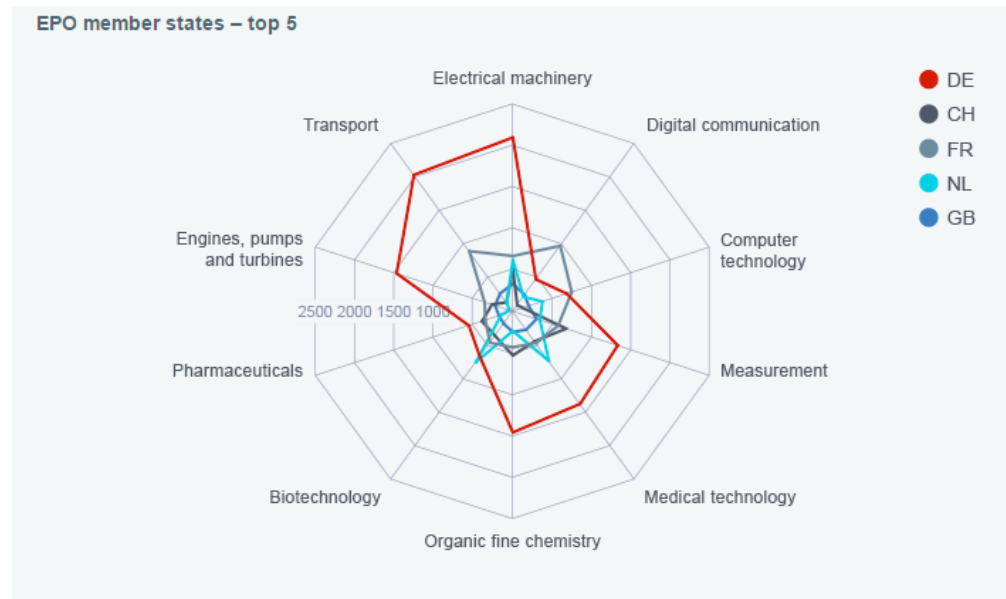 EPO member states – top 5
Electrical machinery
Digital communication
Computer
technology
Measurement
Medical technology
Organic fine chemistry
Biotechnology
Pharmaceuticals
Engines, pumps
and turbines
Transport
2500 2000 1500 1000
DE
CH
FR
NL
GB